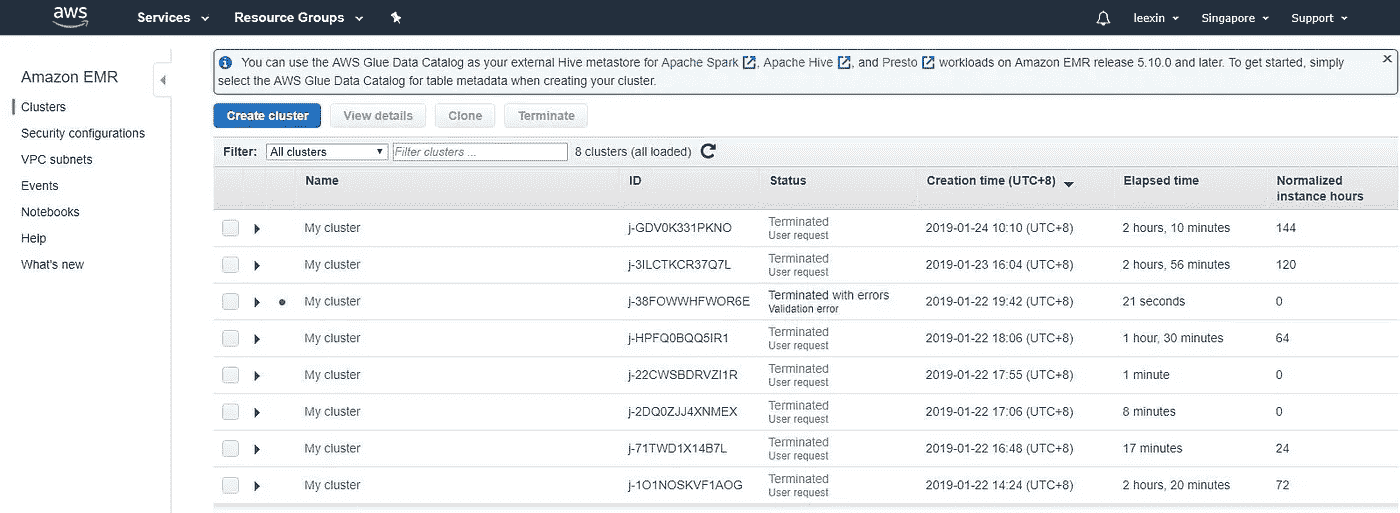 aws
Services Resource Groups leexin Singapore Support
Amazon EMR
Clusters
Security configurations
VPC subnets
Events
Notebooks
Help
What's new
You can use the AWS Glue Data Catalog as your external Hive metastore for Apache Spark, Apache Hive, and Presto workloads on Amazon EMR release 5.10.0 and later. To get started, simply
select the AWS Glue Data Catalog for table metadata when creating your cluster.
Create cluster View details Clone Terminate
Filter: All clusters Filter clusters ... 8 clusters (all loaded)
Name ID Status Creation time (UTC+8) Elapsed time Normalized
instance hours
My cluster j-GDV0K331PKNO Terminated 2019-01-24 10:10 (UTC+8) 2 hours, 10 minutes 144
User request
My cluster j-3ILCTKCR37Q7L Terminated 2019-01-23 16:04 (UTC+8) 2 hours, 56 minutes 120
User request
My cluster j-38FOWWHFWOR6E Terminated with errors 2019-01-22 19:42 (UTC+8) 21 seconds 0
Validation error
My cluster j-HPFQ0BQQ5IR1 Terminated 2019-01-22 18:06 (UTC+8) 1 hour, 30 minutes 64
User request
My cluster j-22CWSBDRVZI1R Terminated 2019-01-22 17:55 (UTC+8) 1 minute 0
User request
My cluster j-2DQ0ZJJ4XNMEX Terminated 2019-01-22 17:06 (UTC+8) 8 minutes 0
User request
My cluster j-71TWD1X14B7L Terminated 2019-01-22 16:48 (UTC+8) 17 minutes 24
User request
My cluster j-1O1NOSKVF1AOG Terminated 2019-01-22 14:24 (UTC+8) 2 hours, 20 minutes 72
User request